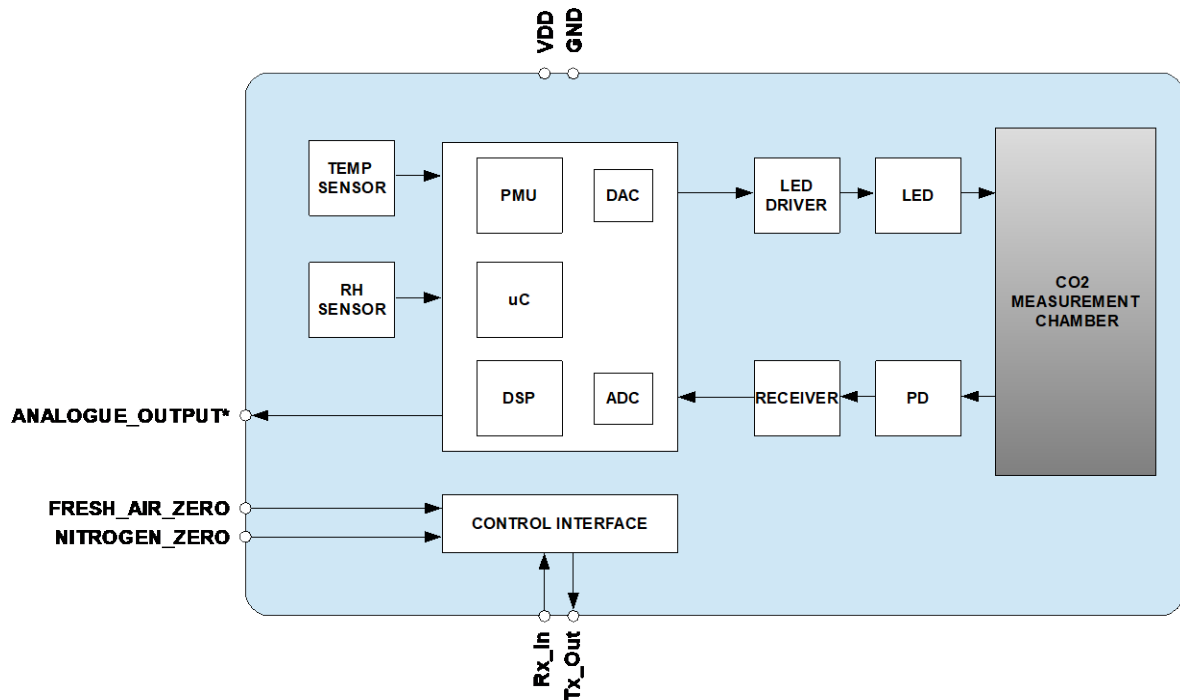 VDD
GND
TEMP
SENSOR
PMU
DAC
LED
DRIVER
LED
RH
SENSOR
uC
CO2
MEASUREMENT
CHAMBER
DSP
ADC
RECEIVER
PD
ANALOGUE_OUTPUT*
FRESH_AIR_ZERO
NITROGEN_ZERO
CONTROL INTERFACE
Rx_In
Tx_Out